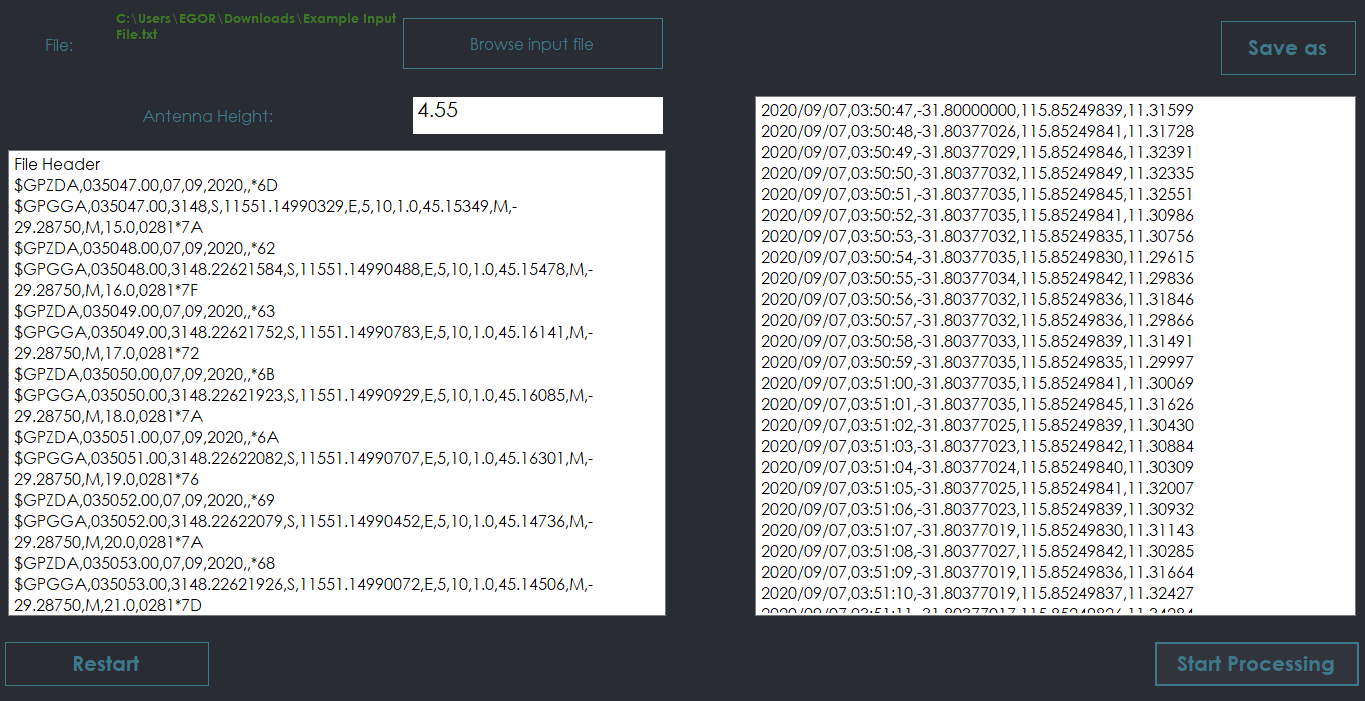 C:\Users\EGOR\Downloads\Example Input
File.txt
File:
Browse input file
Save as
Antenna Height:
4.55
File Header
$GPZDA,035047.00,07,09,2020,,*6D
$GPGGA,035047.00,3148,S,11551.14990329,E,5,10,1.0,45.15349,M,-
29.28750,M,15.0,0281*7A
$GPZDA,035048.00,07,09,2020,,*62
$GPGGA,035048.00,3148.22621584,S,11551.14990488,E,5,10,1.0,45.15478,M,-
29.28750,M,16.0,0281*7F
$GPZDA,035049.00,07,09,2020,,*63
$GPGGA,035049.00,3148.22621752,S,11551.14990783,E,5,10,1.0,45.16141,M,-
29.28750,M,17.0,0281*72
$GPZDA,035050.00,07,09,2020,,*6B
$GPGGA,035050.00,3148.22621923,S,11551.14990929,E,5,10,1.0,45.16085,M,-
29.28750,M,18.0,0281*7A
$GPZDA,035051.00,07,09,2020,,*6A
$GPGGA,035051.00,3148.22622082,S,11551.14990707,E,5,10,1.0,45.16301,M,-
29.28750,M,19.0,0281*76
$GPZDA,035052.00,07,09,2020,,*69
$GPGGA,035052.00,3148.22622079,S,11551.14990452,E,5,10,1.0,45.14736,M,-
29.28750,M,20.0,0281*7A
$GPZDA,035053.00,07,09,2020,,*68
$GPGGA,035053.00,3148.22621926,S,11551.14990072,E,5,10,1.0,45.14506,M,-
29.28750,M,21.0,0281*7D
2020/09/07,03:50:47,-31.80000000,115.85249839,11.31599
2020/09/07,03:50:48,-31.80377026,115.85249841,11.31728
2020/09/07,03:50:49,-31.80377029,115.85249846,11.32391
2020/09/07,03:50:50,-31.80377032,115.85249849,11.32335
2020/09/07,03:50:51,-31.80377035,115.85249845,11.32551
2020/09/07,03:50:52,-31.80377035,115.85249841,11.30986
2020/09/07,03:50:53,-31.80377032,115.85249835,11.30756
2020/09/07,03:50:54,-31.80377035,115.85249830,11.29615
2020/09/07,03:50:55,-31.80377034,115.85249842,11.29836
2020/09/07,03:50:56,-31.80377032,115.85249836,11.31846
2020/09/07,03:50:57,-31.80377032,115.85249836,11.29866
2020/09/07,03:50:58,-31.80377033,115.85249839,11.31491
2020/09/07,03:50:59,-31.80377035,115.85249835,11.29997
2020/09/07,03:51:00,-31.80377035,115.85249841,11.30069
2020/09/07,03:51:01,-31.80377035,115.85249845,11.31626
2020/09/07,03:51:02,-31.80377025,115.85249839,11.30430
2020/09/07,03:51:03,-31.80377023,115.85249842,11.30884
2020/09/07,03:51:04,-31.80377024,115.85249840,11.30309
2020/09/07,03:51:05,-31.80377025,115.85249841,11.32007
2020/09/07,03:51:06,-31.80377023,115.85249839,11.30932
2020/09/07,03:51:07,-31.80377019,115.85249830,11.31143
2020/09/07,03:51:08,-31.80377027,115.85249842,11.30285
2020/09/07,03:51:09,-31.80377019,115.85249836,11.31664
2020/09/07,03:51:10,-31.80377019,115.85249837,11.32427
Restart
Start Processing